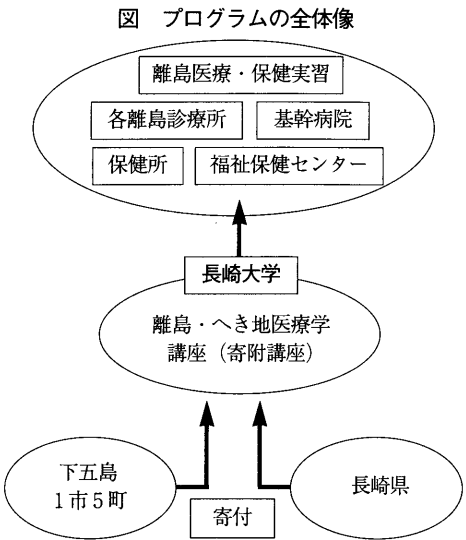 図　プログラムの全体像
離島医療・保健実習
各離島診療所　基幹病院
保健所　福祉保健センター
長崎大学
離島・へき地医療学
講座（寄附講座）
下五島
1市5町
寄付
長崎県